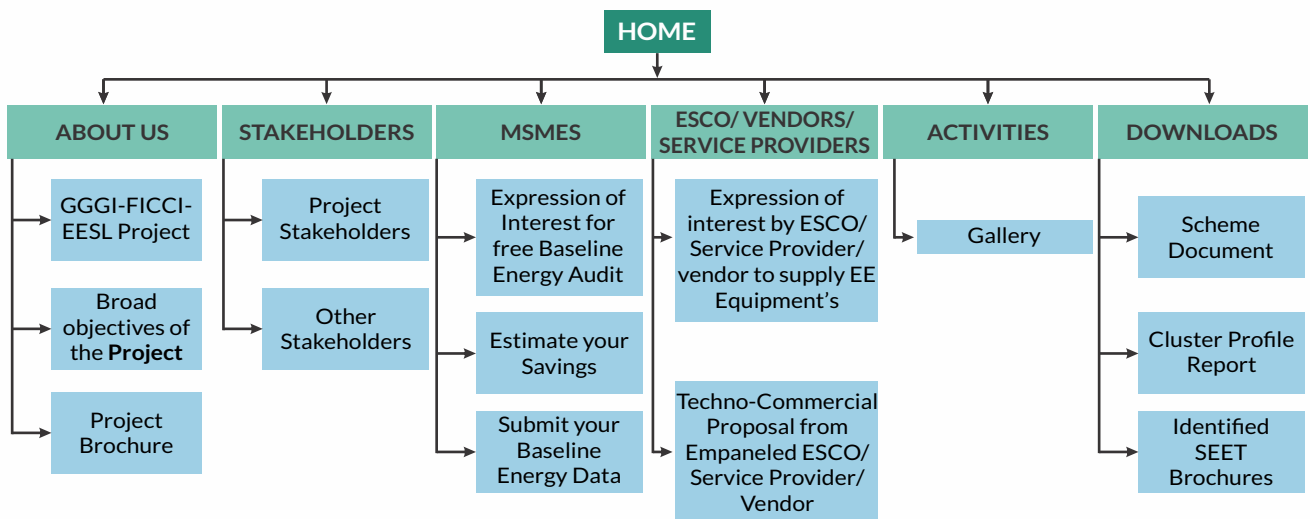 HOME
ABOUT US
GGGI-FICCI-
EESL Project
Broad
objectives of
the Project
Project
Brochure
STAKEHOLDERS
Project
Stakeholders
Other
Stakeholders
MSMES
Expression of
Interest for
free Baseline
Energy Audit
Estimate your
Savings
Submit your
Baseline
Energy Data
ESCO/ VENDORS/
SERVICE PROVIDERS
Expression of
interest by ESCO/
Service Provider/
vendor to supply EE
Equipment’s
Techno-Commercial
Proposal from
Empaneled ESCO/
Service Provider/
Vendor
ACTIVITIES
Gallery
DOWNLOADS
Scheme
Document
Cluster Profile
Report
Identified
SEET
Brochures